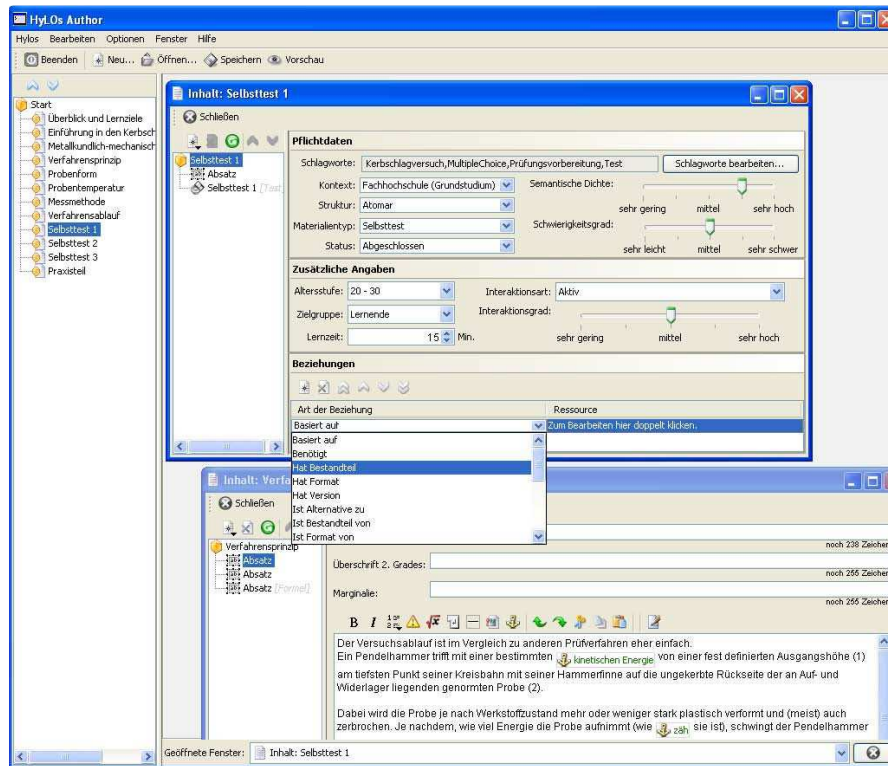 HyLOs Author
Hylos Bearbeiten Optionen Fenster Hilfe
Beenden Neu... Öffnen... Speichern Vorschau
Start
Überblick und Lernziele
Einführung in den Kerbsch
Metallkundlich-mechanisch
Verfahrensprinzip
Probenform
Probentemperatur
Messmethode
Verfahrensablauf
Selbsttest 1
Selbsttest 2
Selbsttest 3
Praxisteil
Inhalt: Selbsttest 1
Schließen
Selbsttest 1
Absatz
Selbsttest 1 [Test
Pflichtdaten
Schlagworte: Kerbschlagversuch,MultipleChoice,Prüfungsvorbereitung,Test Schlagworte bearbeiten...
Kontext: Fachhochschule (Grundstudium) Semantische Dichte:
Struktur: Atomar sehr gering mittel sehr hoch
Materialientyp: Selbsttest Schwierigkeitsgrad:
Status: Abgeschlossen sehr leicht mittel sehr schwer
Zusätzliche Angaben
Altersstufe: 20 - 30 Interaktionsart: Aktiv
Zielgruppe: Lernende Interaktionsgrad:
Lernzeit: 15 Min. sehr gering mittel sehr hoch
Beziehungen
Art der Beziehung Ressource
Basiert auf Zum Bearbeiten hier doppelt klicken.
Basiert auf
Benötigt
Hat Bestandteil
Hat Format
Hat Version
Ist Alternative zu
Ist Bestandteil von
Ist Format von
Inhalt: Verfa
Schließen
Verfahrensprinzip
Absatz
Absatz
Absatz [Formel]
noch 238 Zeichen
Überschrift 2. Grades:
noch 255 Zeichen
Marginalie:
noch 255 Zeichen
B I
Der Versuchsablauf ist im Vergleich zu anderen Prüfverfahren eher einfach.
Ein Pendelhammer trifft mit einer bestimmten kinetischen Energie von einer fest definierten Ausgangshöhe (1)
am tiefsten Punkt seiner Kreisbahn mit seiner Hammerfinne auf die ungekerbte Rückseite der an Auf- und
Widerlager liegenden genormten Probe (2).
Dabei wird die Probe je nach Werkstoffzustand mehr oder weniger stark plastisch verformt und (meist) auch
zerbrochen. Je nachdem, wie viel Energie die Probe aufnimmt (wie zäh sie ist), schwingt der Pendelhammer
Geöffnete Fenster: Inhalt: Selbsttest 1